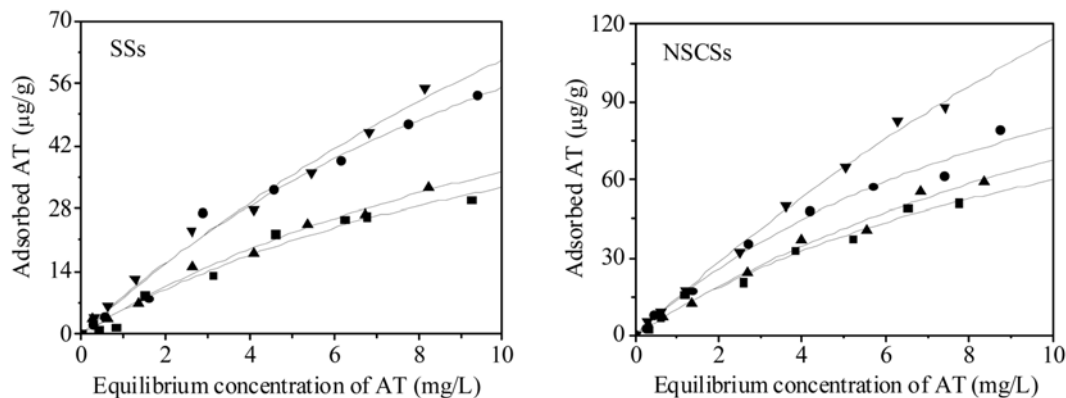 70
56
42
28
14
0
Adsorbed AT (μg/g)
SSs
0 2 4 6 8 10
Equilibrium concentration of AT (mg/L)
120
90
60
30
0
Adsorbed AT (μg/g)
NSCSs
0 2 4 6 8 10
Equilibrium concentration of AT (mg/L)